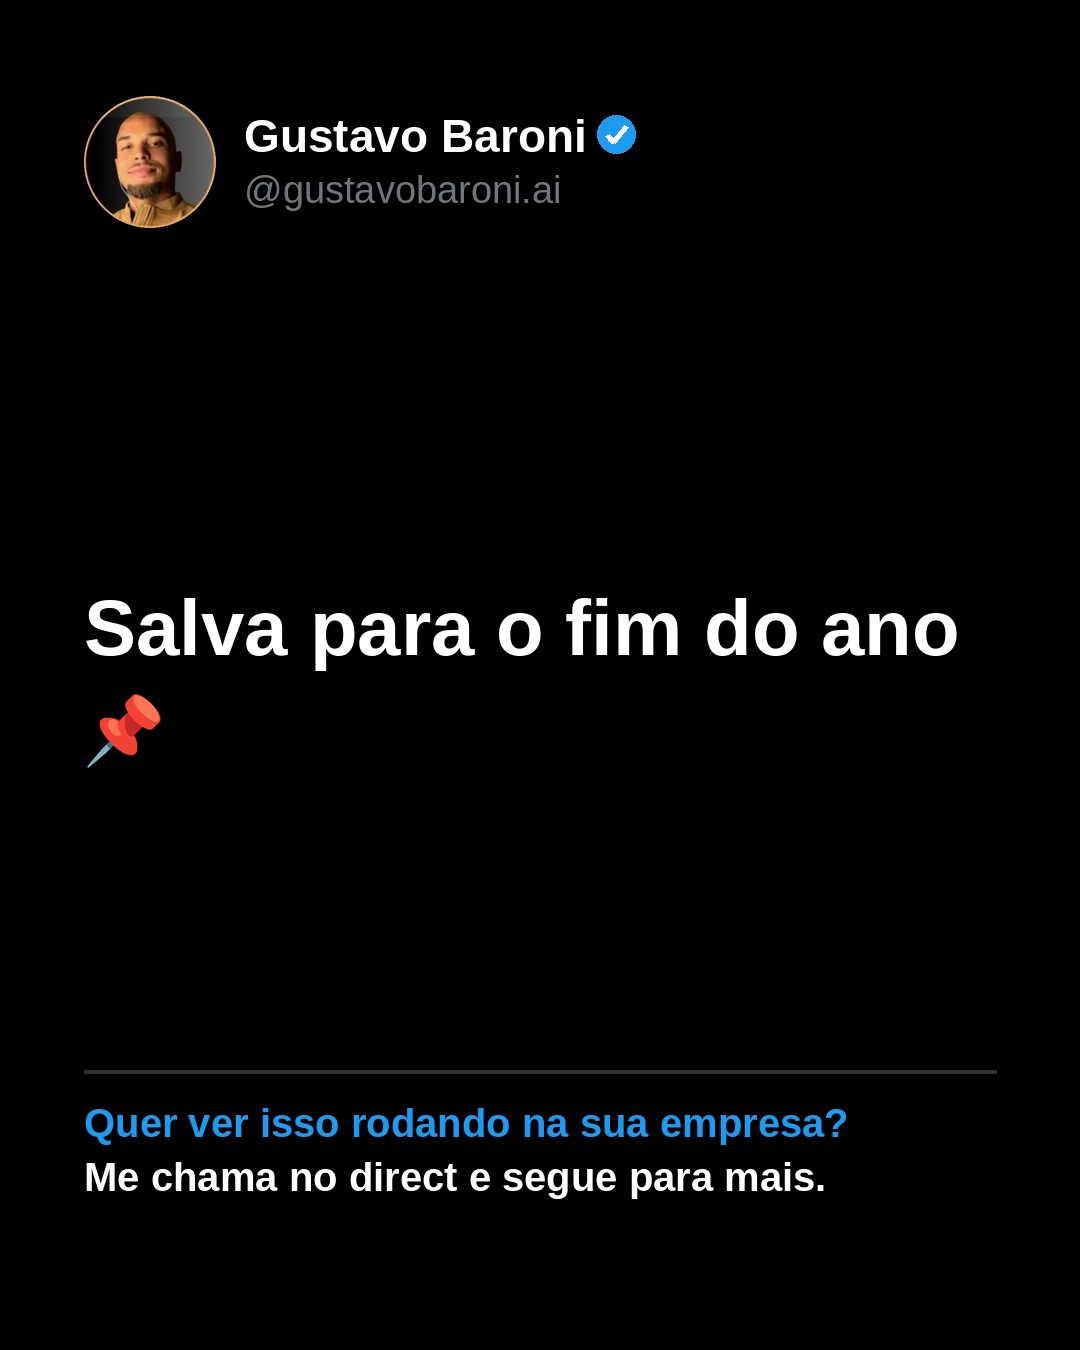 Gustavo Baroni
@gustavobaroni.ai
Salva para o fim do ano
📌
Quer ver isso rodando na sua empresa?
Me chama no direct e segue para mais.